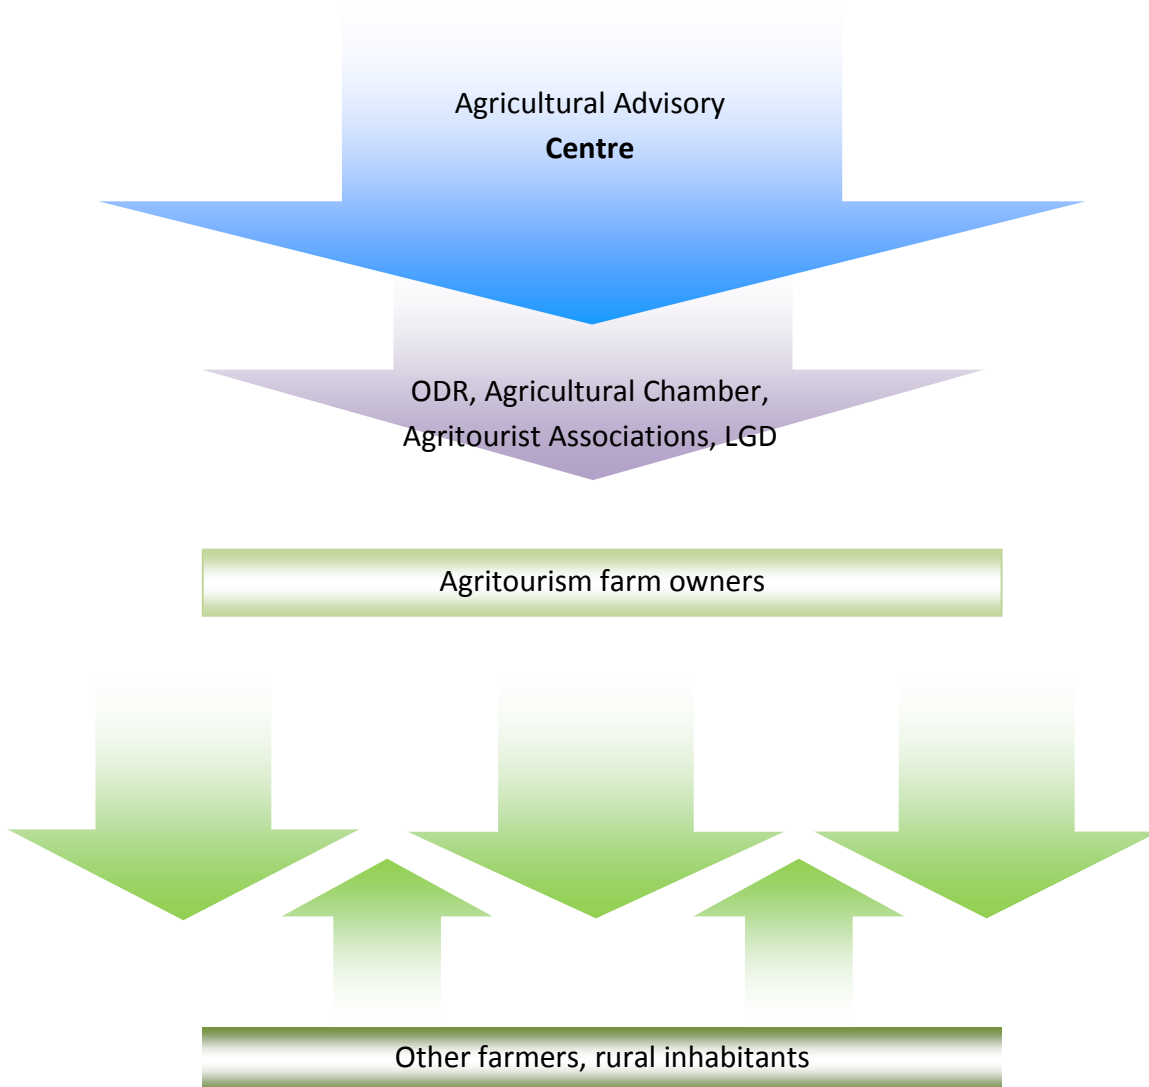 Agricultural Advisory
Centre
ODR, Agricultural Chamber,
Agritourist Associations, LGD
Agritourism farm owners
Other farmers, rural inhabitants